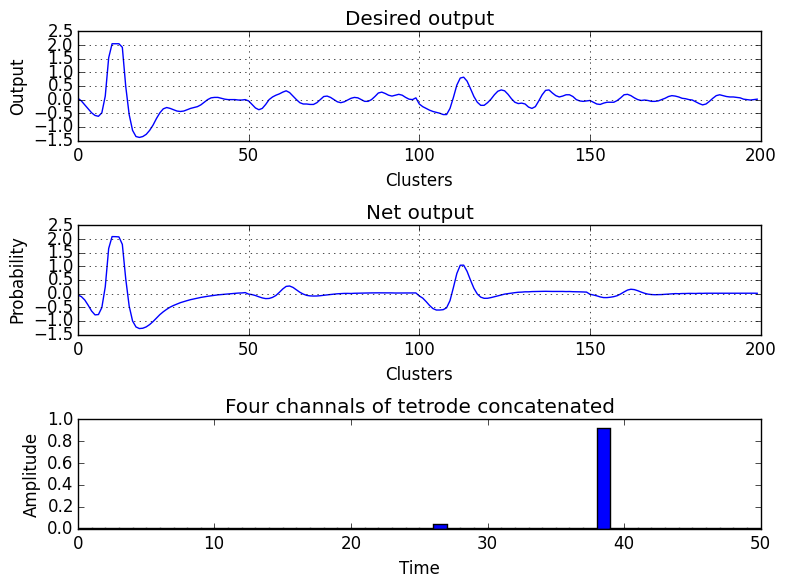 Desired output
2.5
2.0
1.5
1.0
0.5
0.0
−0.5
−1.0
−1.5
Output
0 50 100 150 200
Clusters
Net output
2.5
2.0
1.5
1.0
0.5
0.0
−0.5
−1.0
−1.5
Probability
0 50 100 150 200
Clusters
Four channels of tetrode concatenated
1.0
0.8
0.6
0.4
0.2
0.0
Amplitude
0 10 20 30 40 50
Time